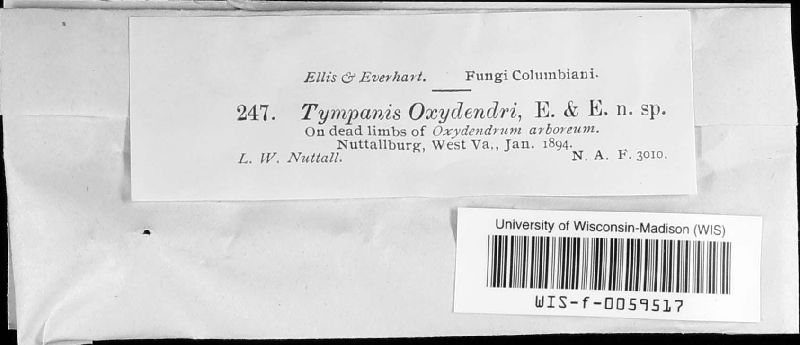 Ellis & Everhart. Fungi Columbiani.
247. Tympanis Oxydendri, E. & E. n. sp.
On dead limbs of Oxydendrum arboreum.
Nuttallburg, West Va., Jan. 1894.
L. W. Nuttall. N. A. F. 3010.
University of Wisconsin-Madison (WIS)
WIS-f-0059517